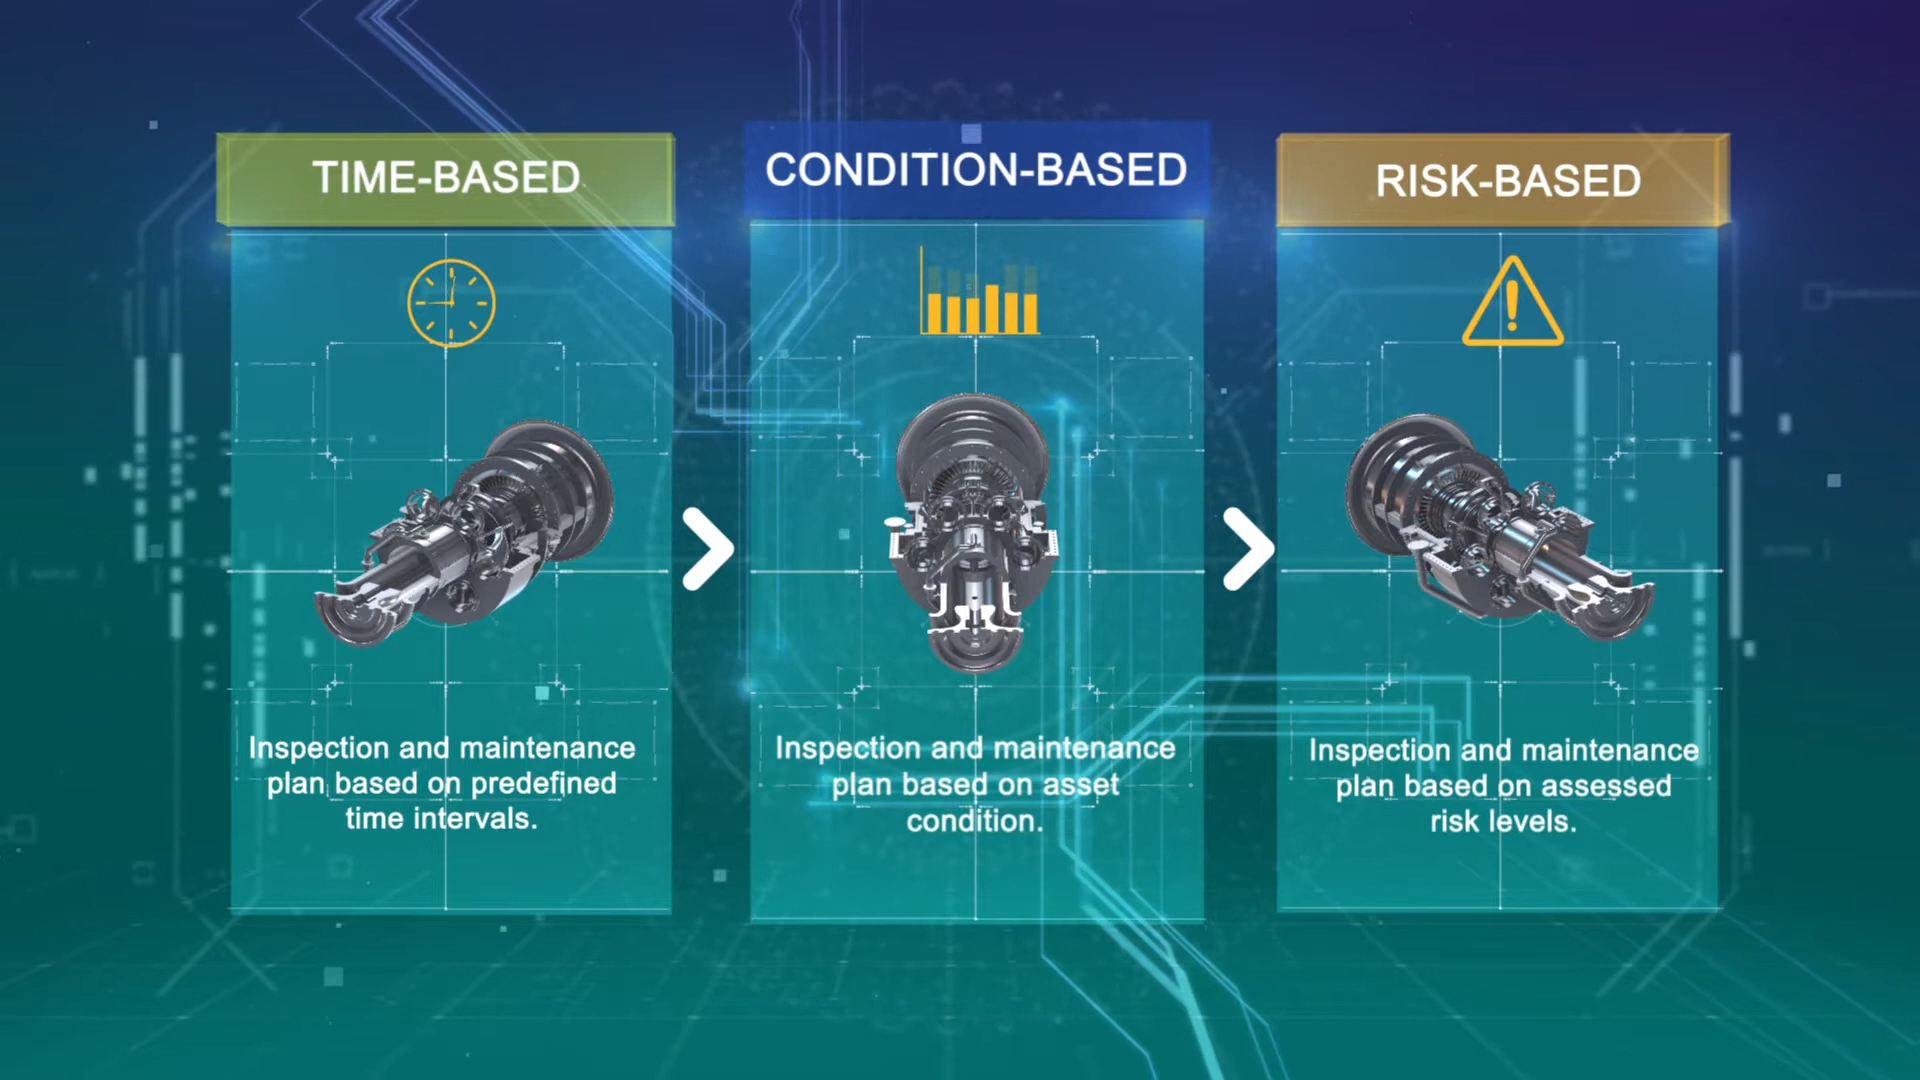 TIME-BASED
Inspection and maintenance
plan based on predefined
time intervals.
CONDITION-BASED
Inspection and maintenance
plan based on asset
condition.
RISK-BASED
Inspection and maintenance
plan based on assessed
risk levels.